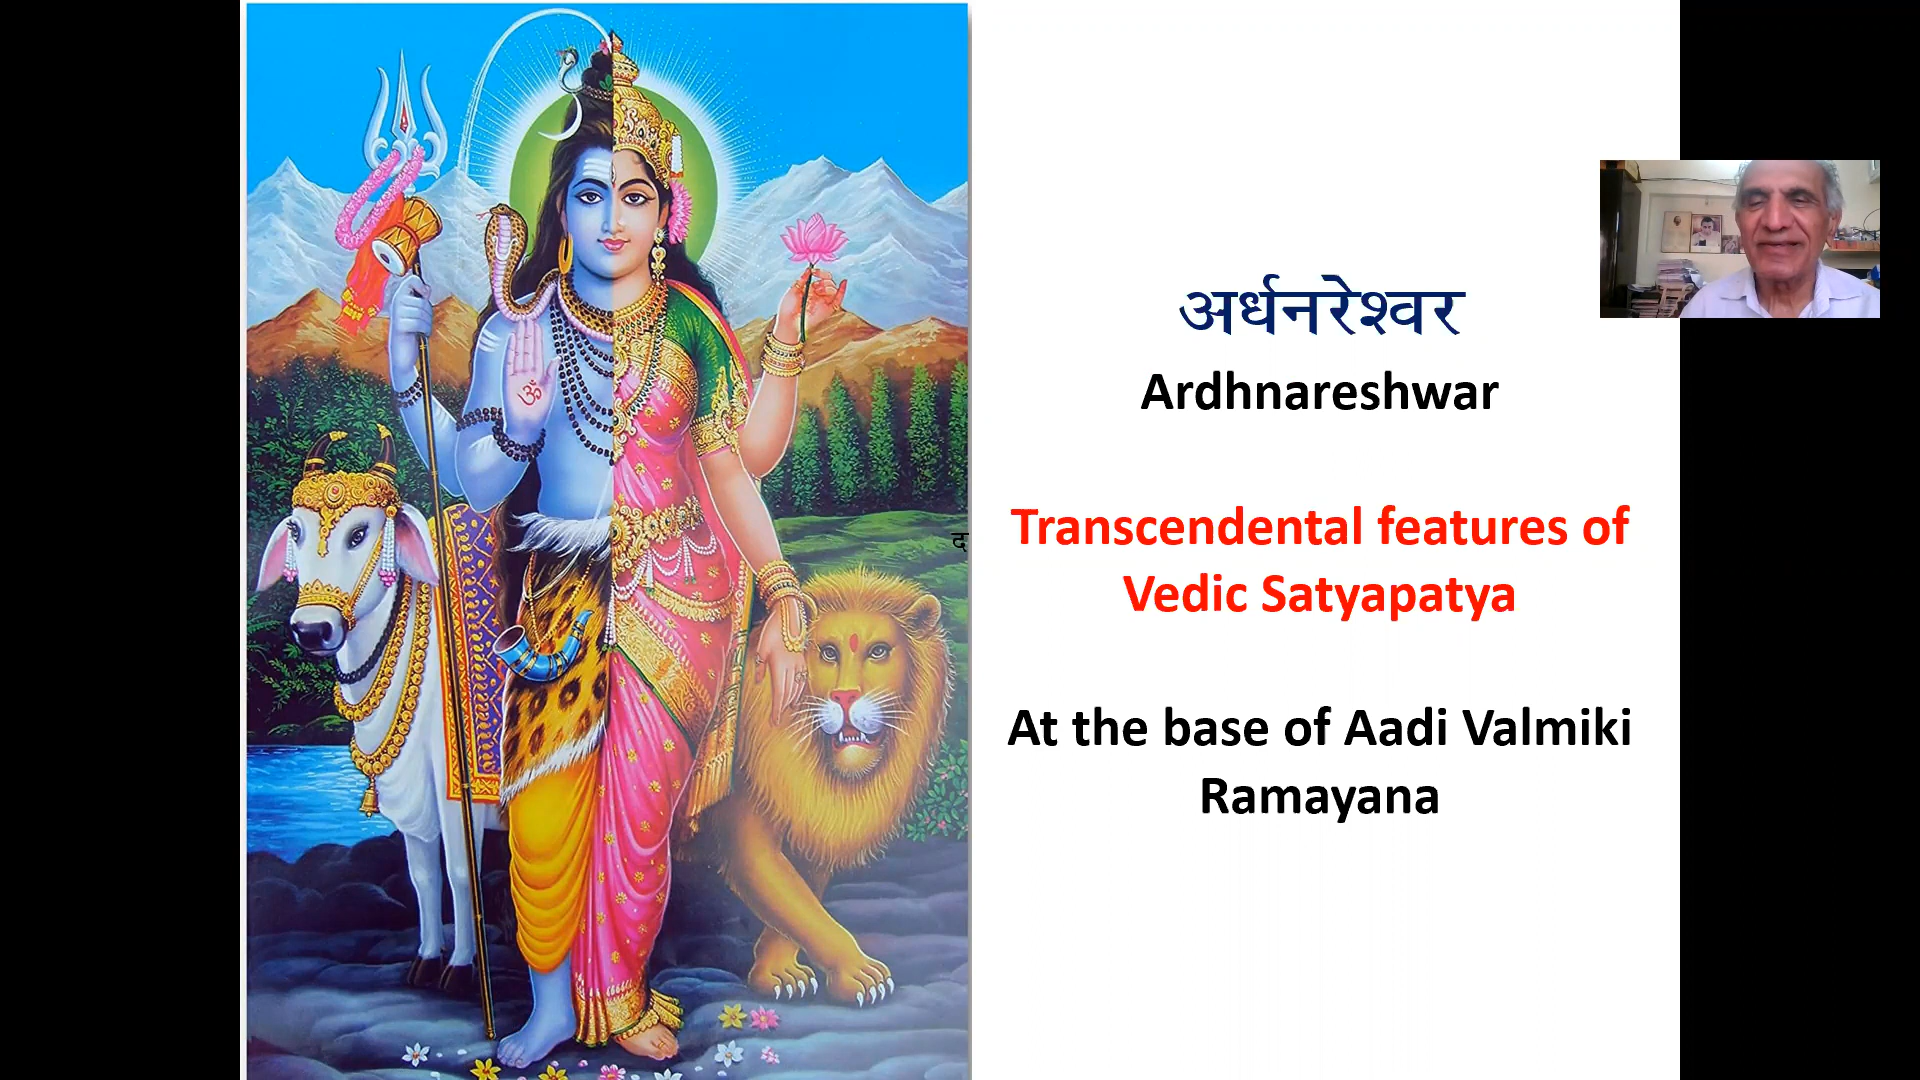 ॐ
द
अर्धनरेश्वर
Ardhnareshwar
Transcendental features of
Vedic Satyapatya
At the base of Aadi Valmiki
Ramayana